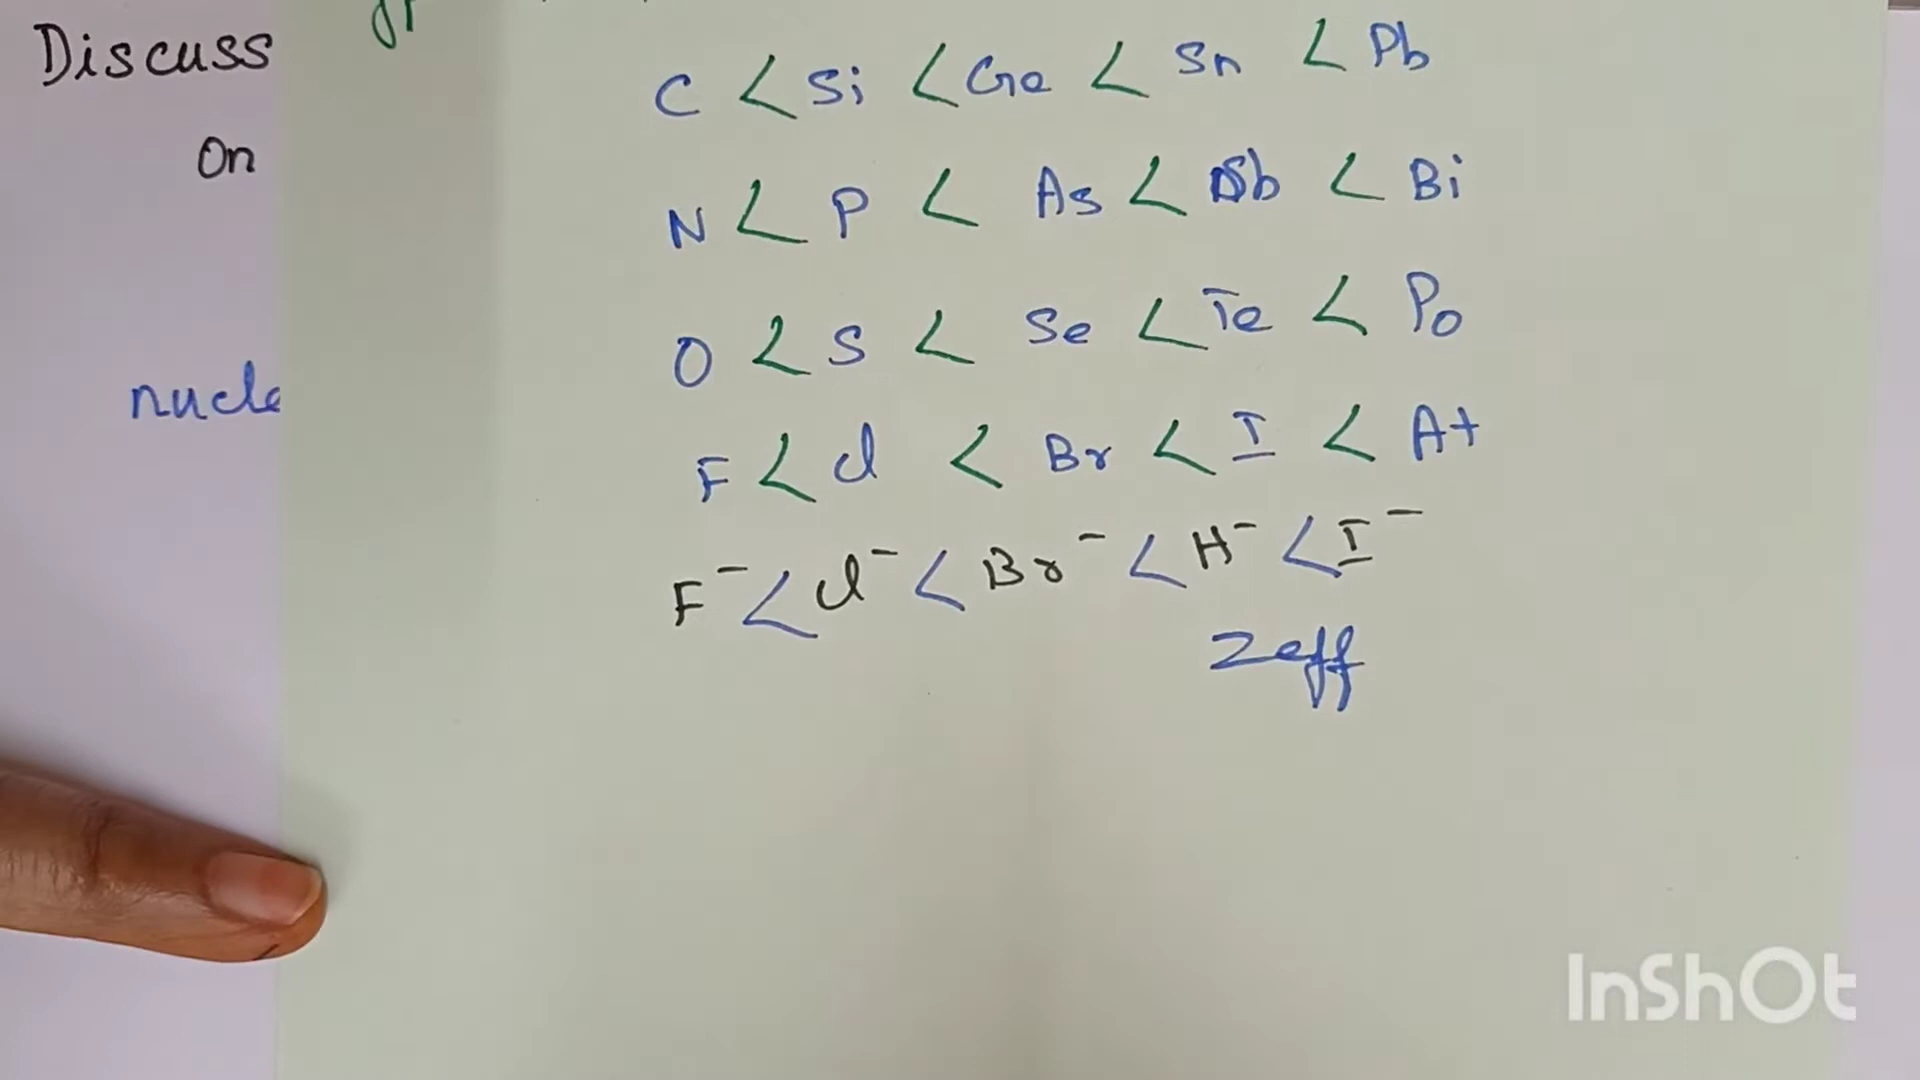 Discuss
on
nucle
C < Si < Ge < Sn < Pb
N < P < As < Sb < Bi
O < S < Se < Te < Po
F < Cl < Br < I < At
F⁻ < Cl⁻ < Br⁻ < H⁻ < I⁻
Zeff
InShOt